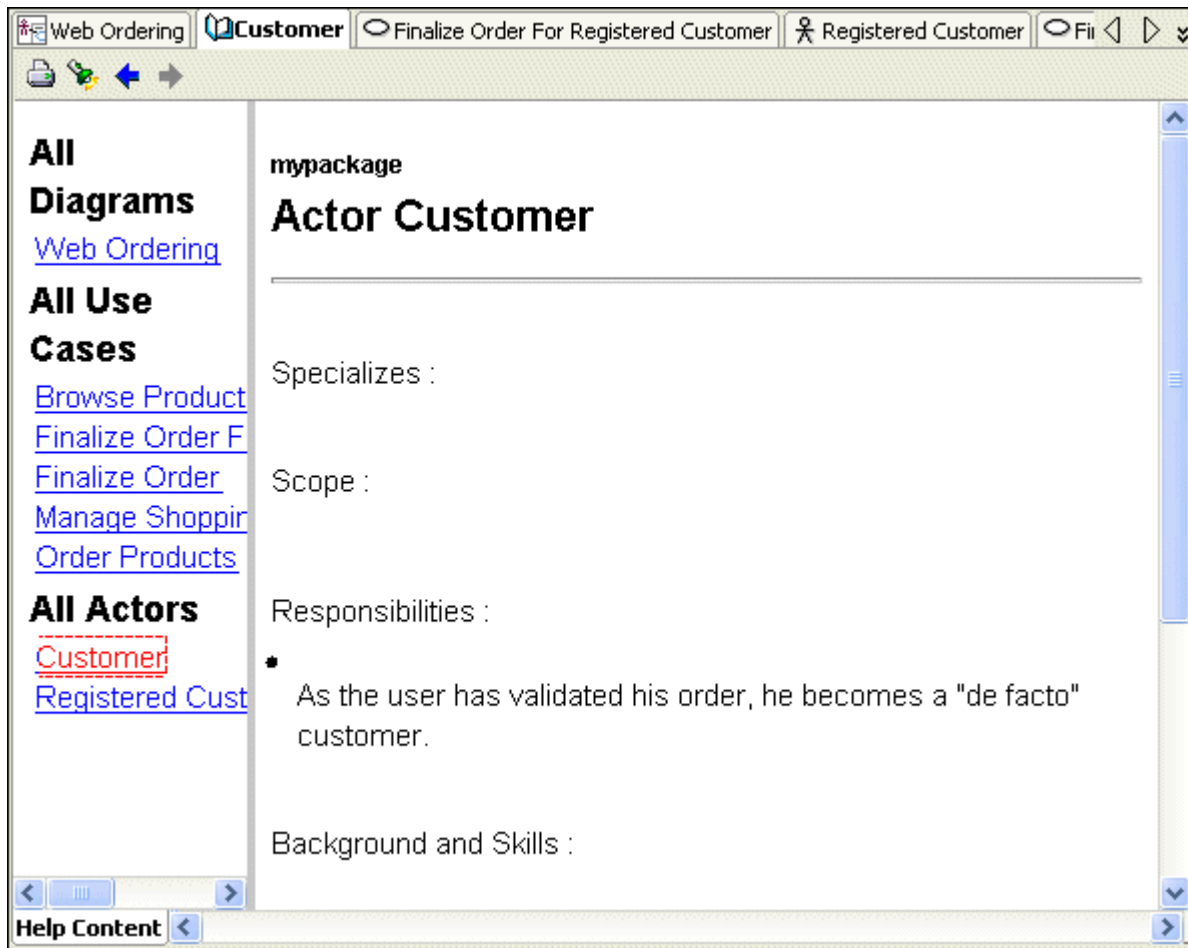 Web Ordering
Customer
Finalize Order For Registered Customer
Registered Customer
Fi
All
Diagrams
Web Ordering
All Use
Cases
Browse Product
Finalize Order F
Finalize Order
Manage Shoppin
Order Products
All Actors
Customer
Registered Cust
mypackage
Actor Customer
Specializes :
Scope :
Responsibilities :
As the user has validated his order, he becomes a "de facto"
customer.
Background and Skills :
Help Content